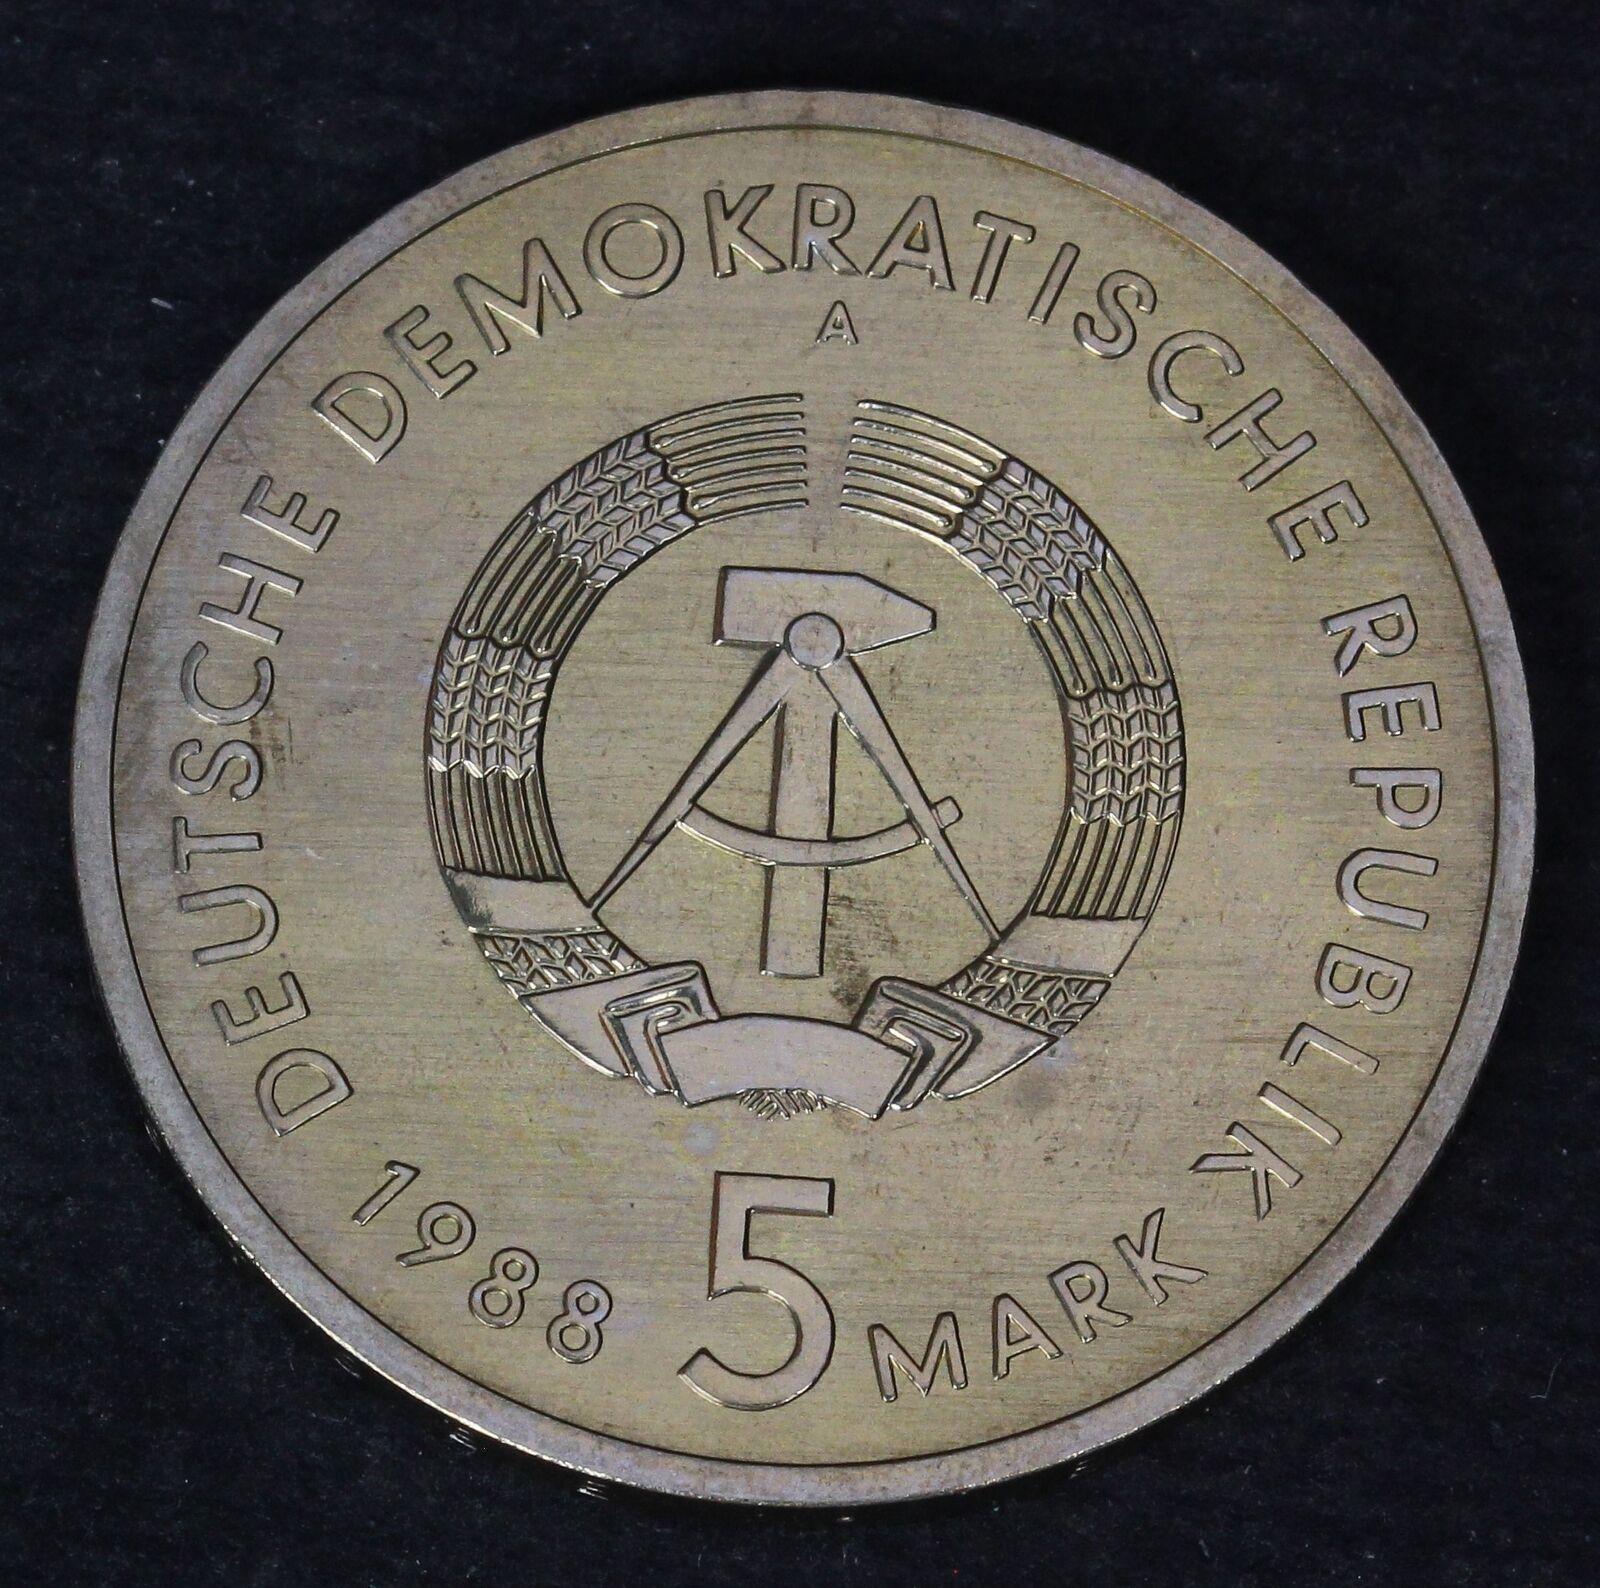 DEUTSCHE DEMOKRATISCHE REPUBLIK
A
1988
5
MARK